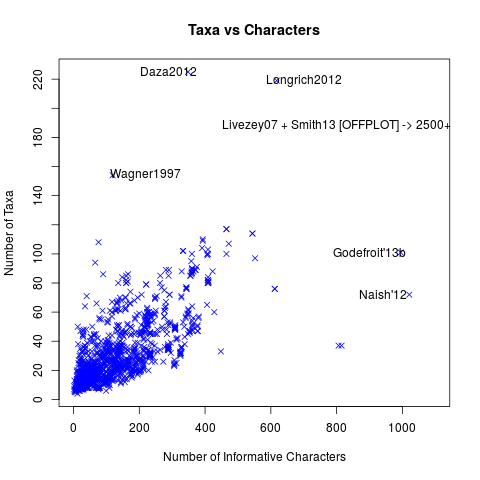 Taxa vs Characters
Daza2012
Longrich2012
Livezey07 + Smith13 [OFFPLOT] -> 2500+
Wagner1997
Godefroit'13b
Naish'12
Number of Taxa
220
180
140
100
80
60
40
20
0
0 200 400 600 800 1000
Number of Informative Characters